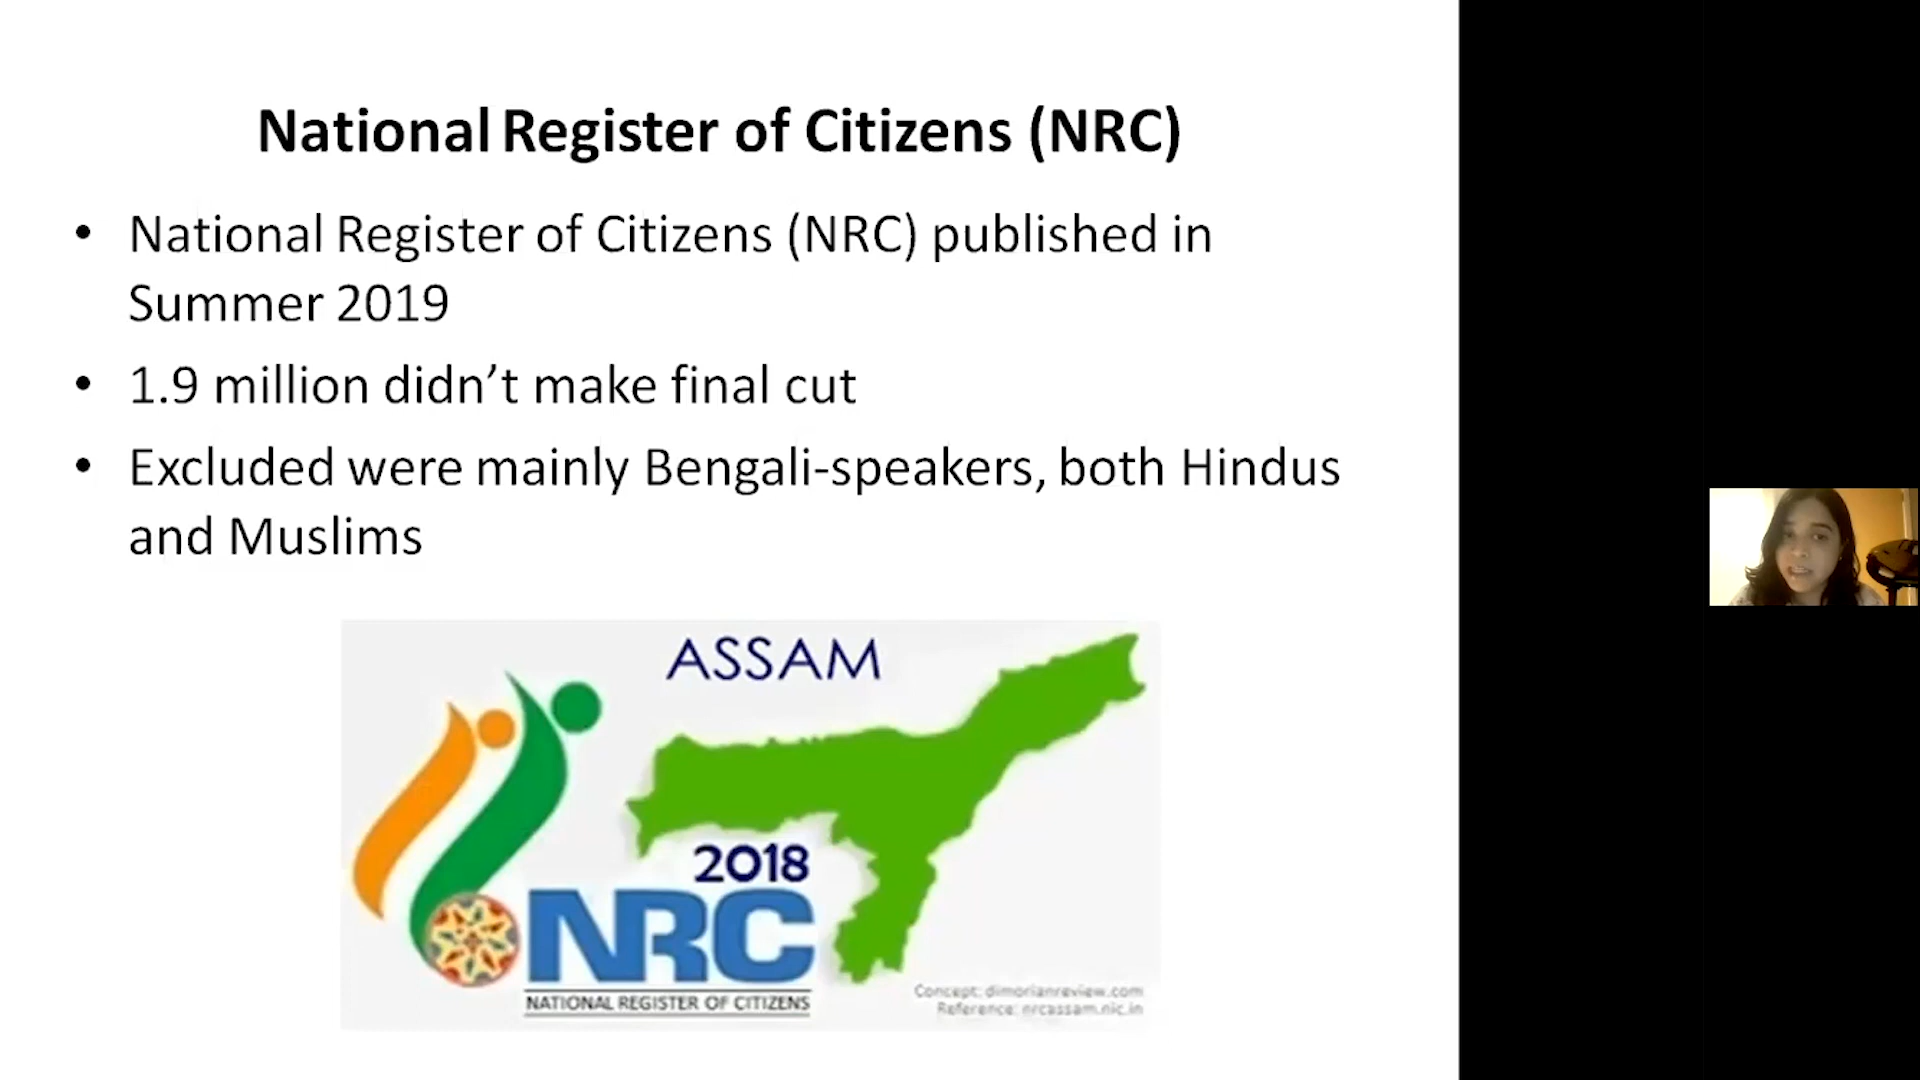 National Register of Citizens (NRC)
• National Register of Citizens (NRC) published in
Summer 2019
• 1.9 million didn’t make final cut
• Excluded were mainly Bengali-speakers, both Hindus
and Muslims
ASSAM
2018
NRC
NATIONAL REGISTER OF CITIZENS
Concept: dimorianreview.com
Reference: nrcassam.nic.in